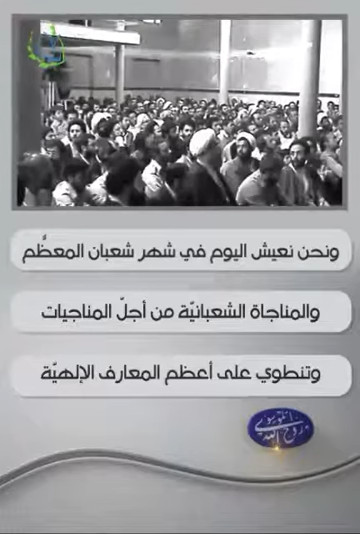 ونحن نعيش اليوم في شهر شعبان المعظَّم
والمناجاة الشعبانيّة من أجلّ المناجيات
وتنطوي على أعظم المعارف الإلهيّة